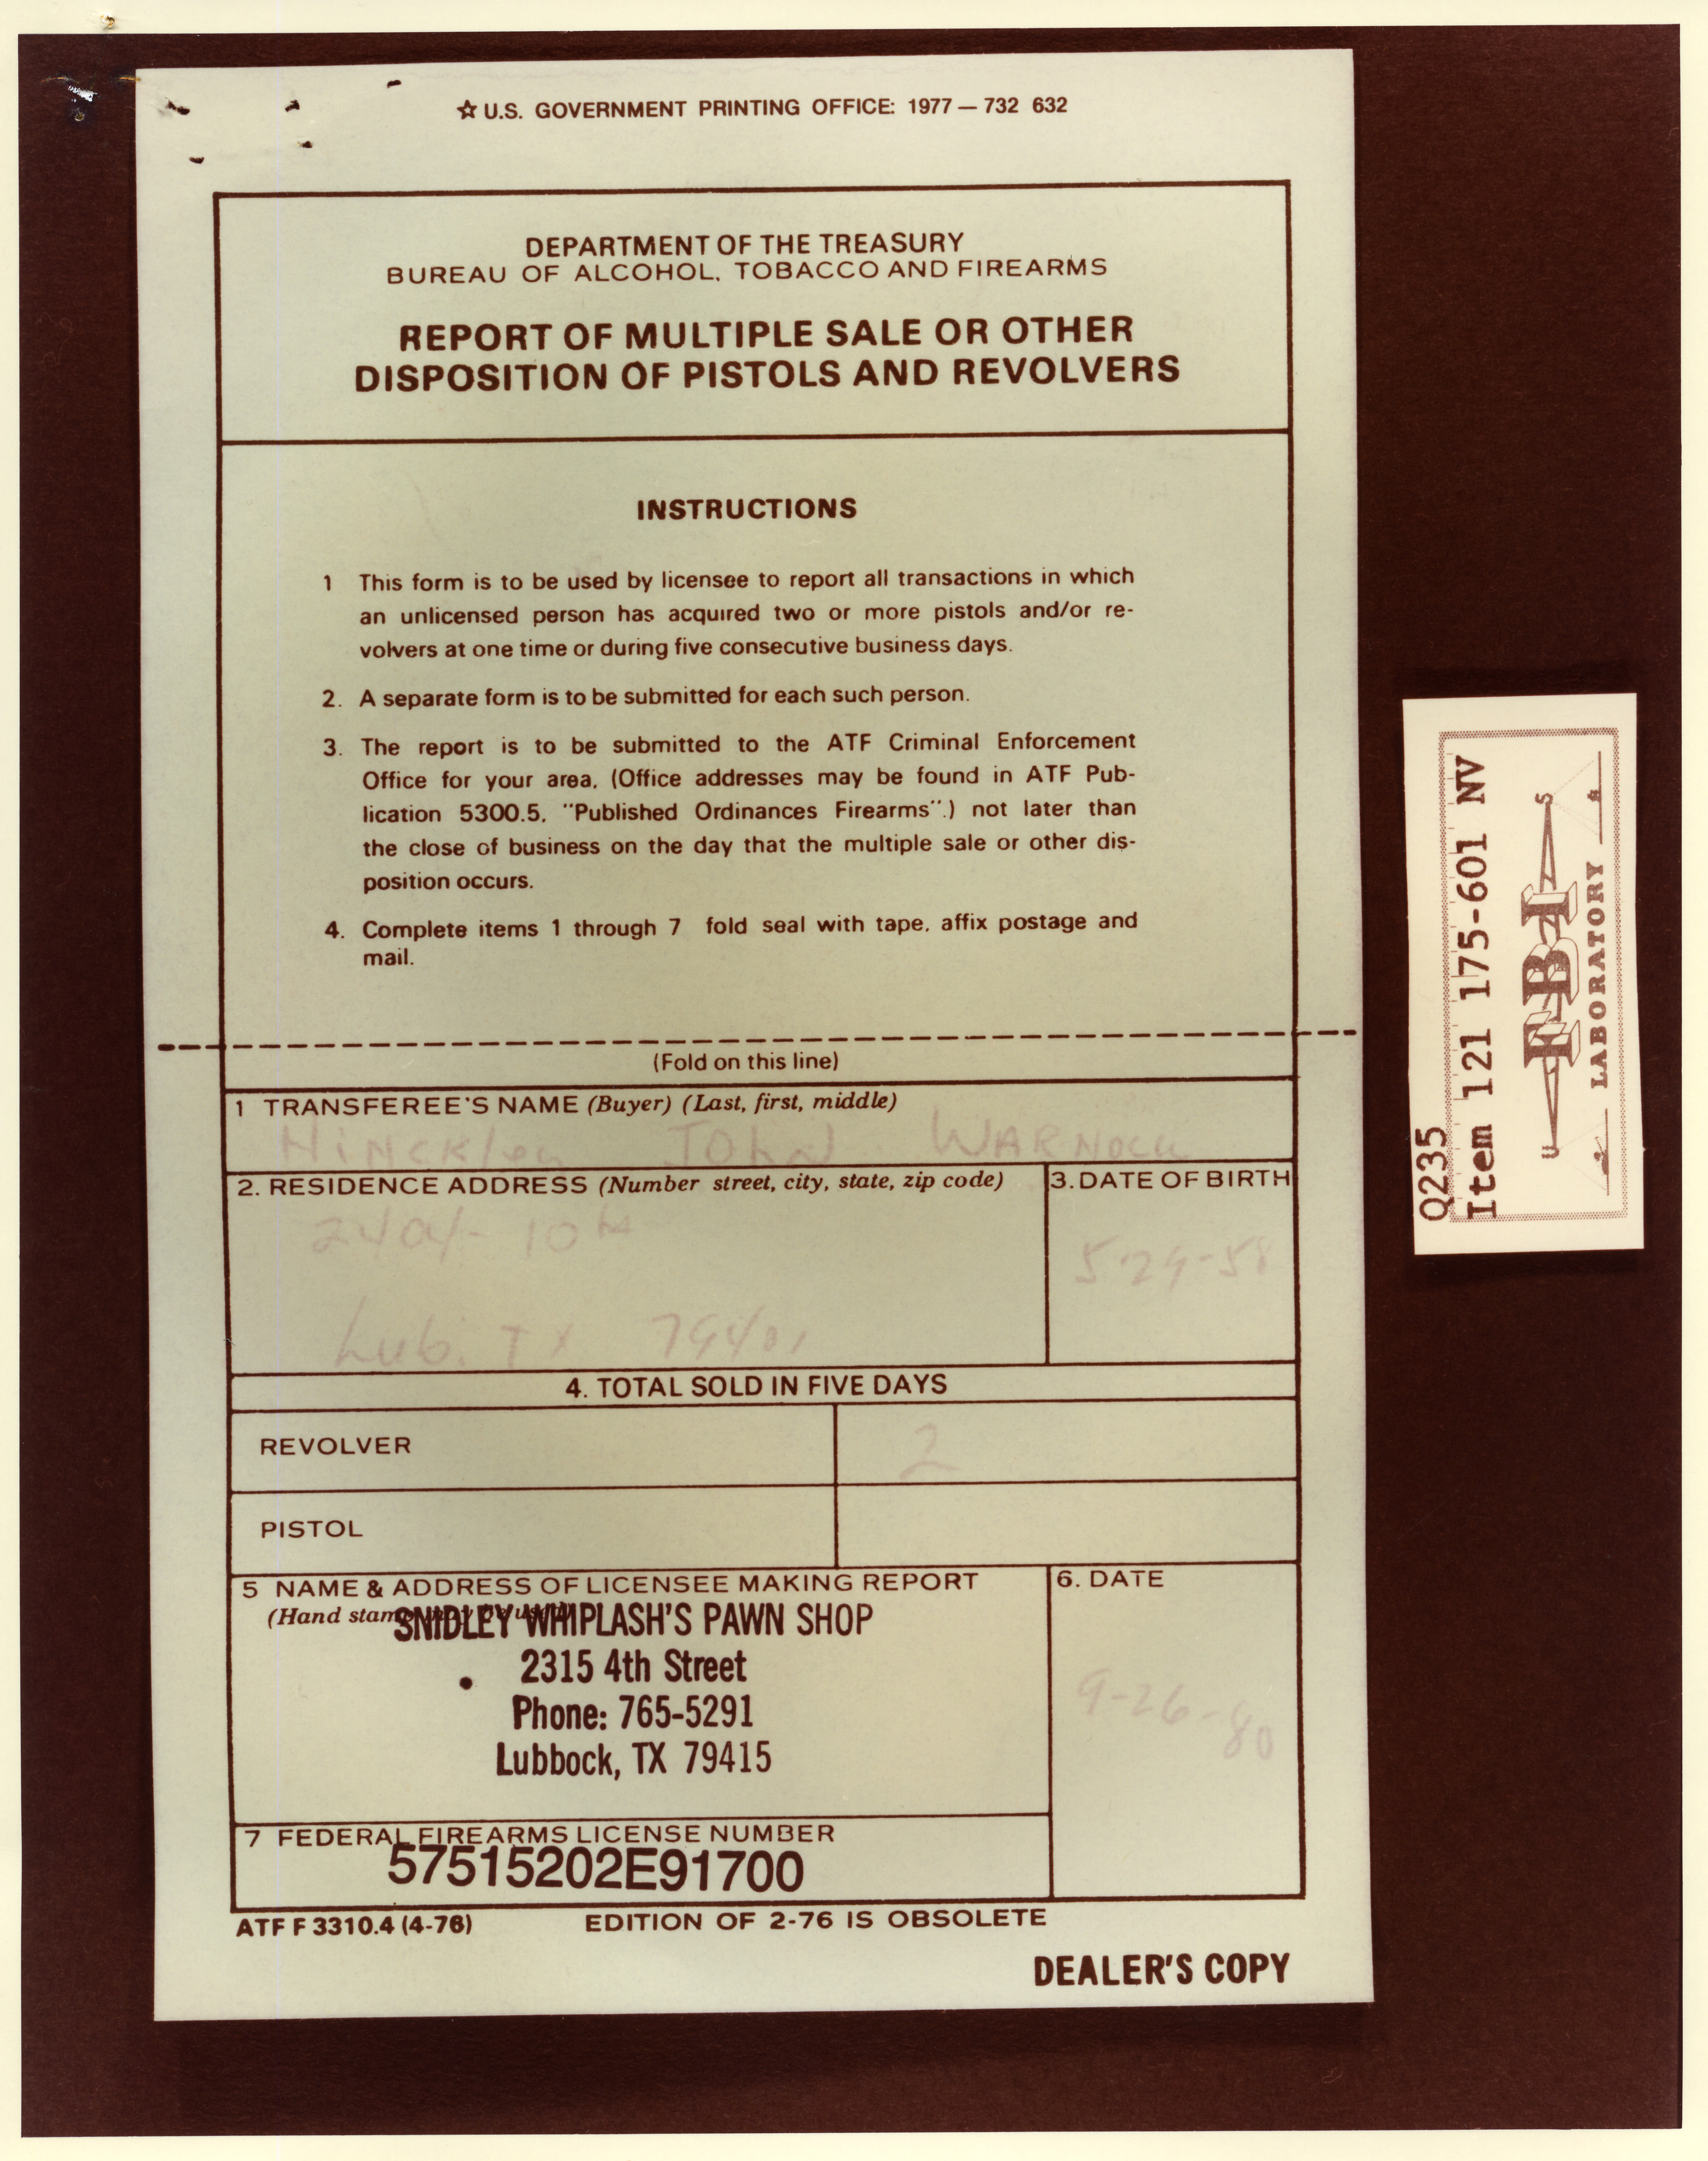 ☆ U.S. GOVERNMENT PRINTING OFFICE: 1977 — 732 632
DEPARTMENT OF THE TREASURY
BUREAU OF ALCOHOL, TOBACCO AND FIREARMS
REPORT OF MULTIPLE SALE OR OTHER
DISPOSITION OF PISTOLS AND REVOLVERS
INSTRUCTIONS
1 This form is to be used by licensee to report all transactions in which
an unlicensed person has acquired two or more pistols and/or re-
volvers at one time or during five consecutive business days.
2. A separate form is to be submitted for each such person.
3. The report is to be submitted to the ATF Criminal Enforcement
Office for your area. (Office addresses may be found in ATF Pub-
lication 5300.5, "Published Ordinances Firearms".) not later than
the close of business on the day that the multiple sale or other dis-
position occurs.
4. Complete items 1 through 7 fold seal with tape, affix postage and
mail.
(Fold on this line)
1 TRANSFEREE'S NAME (Buyer) (Last, first, middle)
Hinckley John WARNOCK
2. RESIDENCE ADDRESS (Number street, city, state, zip code)
2404-10th
Lub. TX 79401
3. DATE OF BIRTH
5-29-58
4. TOTAL SOLD IN FIVE DAYS
REVOLVER 2
PISTOL
5 NAME & ADDRESS OF LICENSEE MAKING REPORT
(Hand stamp may be used)
SNIDLEY WHIPLASH'S PAWN SHOP
2315 4th Street
Phone: 765-5291
Lubbock, TX 79415
6. DATE
9-26-80
7 FEDERAL FIREARMS LICENSE NUMBER
57515202E91700
ATF F 3310.4 (4-76) EDITION OF 2-76 IS OBSOLETE
DEALER'S COPY
Q235
Item 121 175-601 NV
U S
FBI
LABORATORY